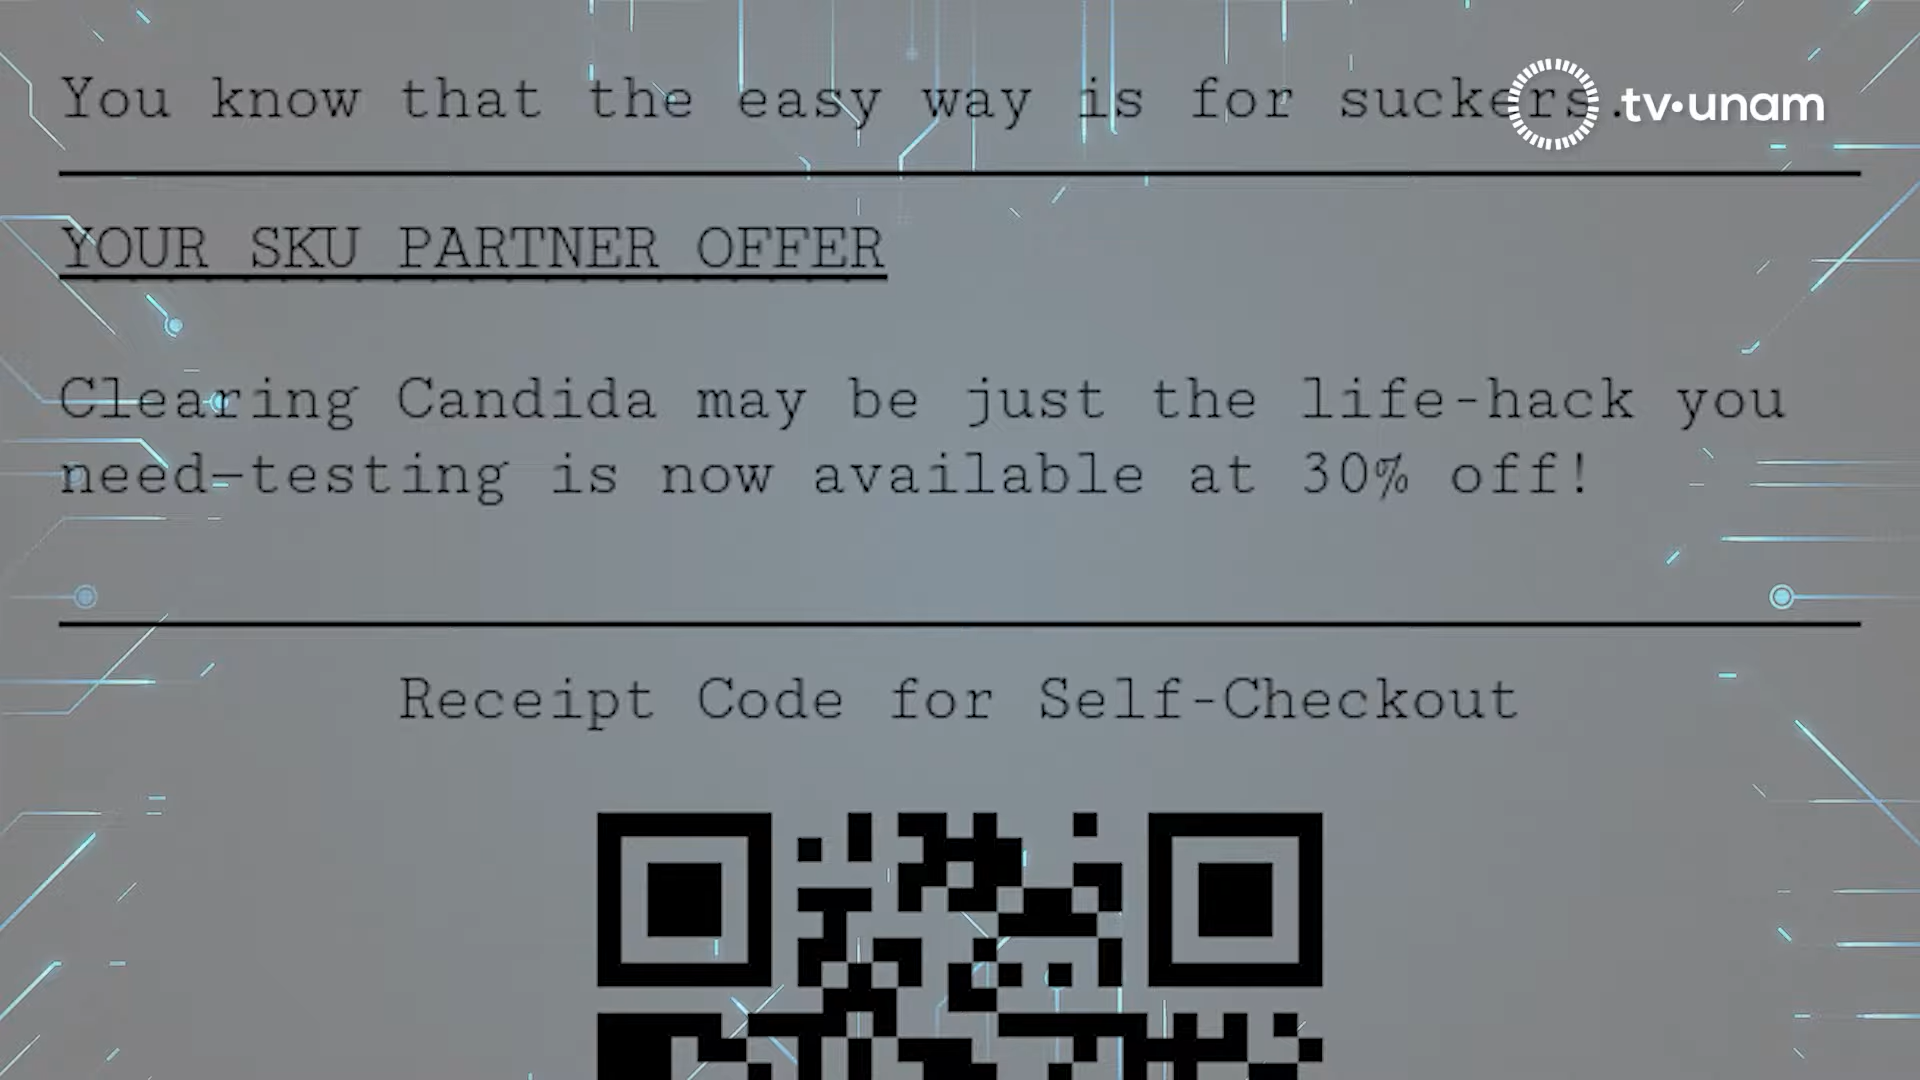 You know that the easy way is for suckers.
tv·unam
YOUR SKU PARTNER OFFER
Clearing Candida may be just the life-hack you
need—testing is now available at 30% off!
Receipt Code for Self-Checkout